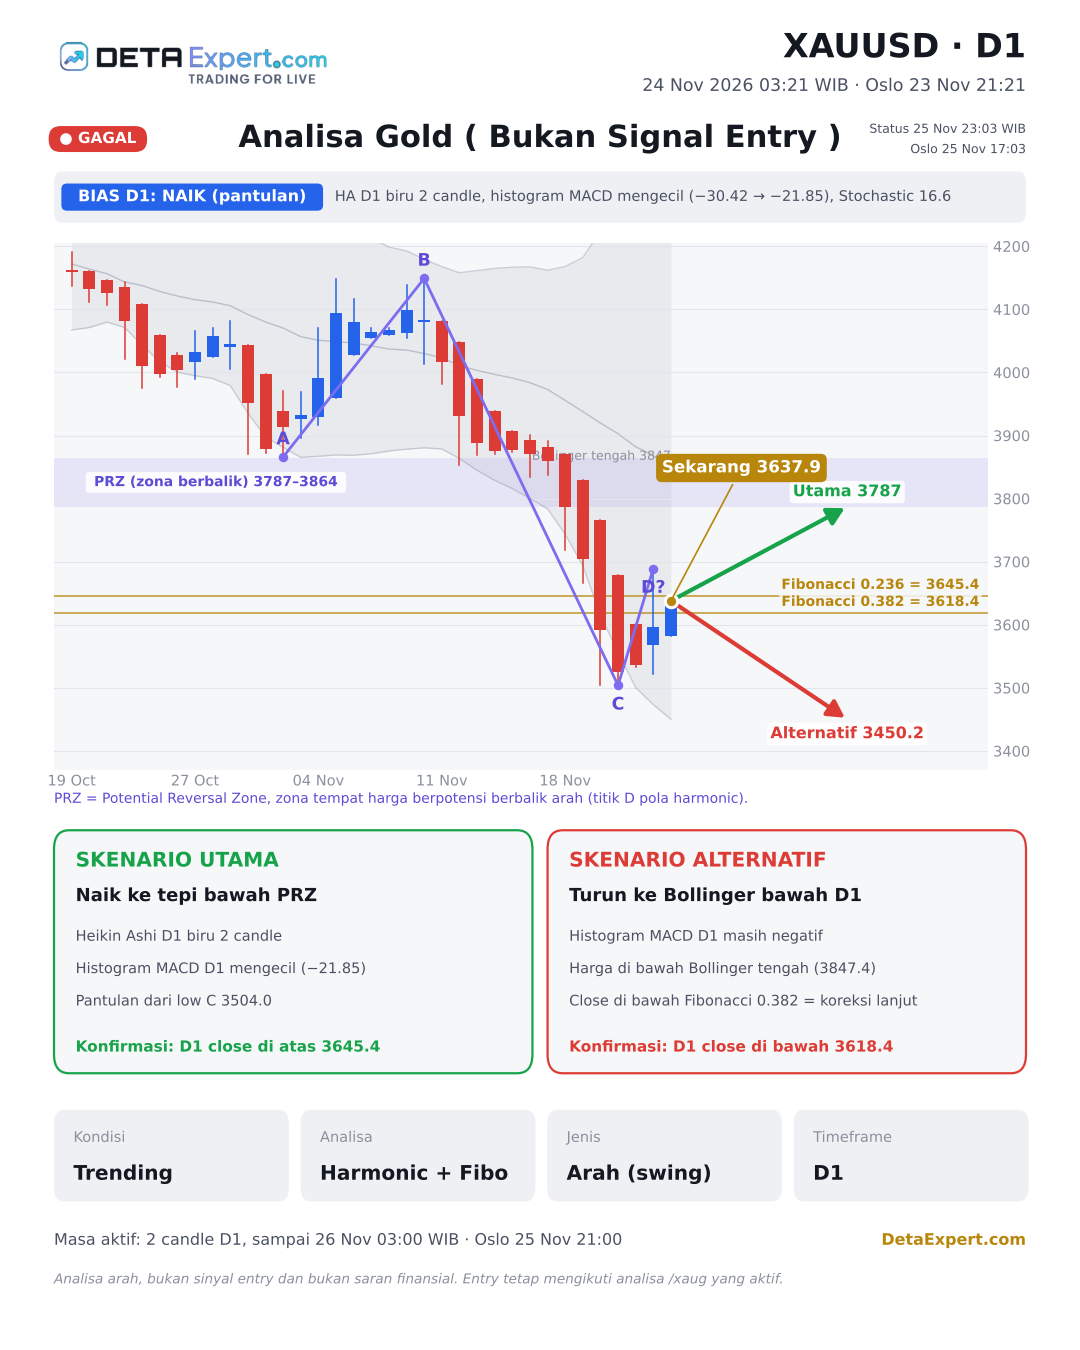 DETA Expert.com
TRADING FOR LIVE
XAUUSD · D1
24 Nov 2026 03:21 WIB · Oslo 23 Nov 21:21
GAGAL
Analisa Gold ( Bukan Signal Entry )
Status 25 Nov 23:03 WIB
Oslo 25 Nov 17:03
BIAS D1: NAIK (pantulan)
HA D1 biru 2 candle, histogram MACD mengecil (−30.42 → −21.85), Stochastic 16.6
4200
4100
4000
3900
3800
3700
3600
3500
3400
B
A
Bollinger tengah 3847
Sekarang 3637.9
PRZ (zona berbalik) 3787–3864
Utama 3787
D?
Fibonacci 0.236 = 3645.4
Fibonacci 0.382 = 3618.4
C
Alternatif 3450.2
19 Oct
27 Oct
04 Nov
11 Nov
18 Nov
PRZ = Potential Reversal Zone, zona tempat harga berpotensi berbalik arah (titik D pola harmonic).
SKENARIO UTAMA
Naik ke tepi bawah PRZ
Heikin Ashi D1 biru 2 candle
Histogram MACD D1 mengecil (−21.85)
Pantulan dari low C 3504.0
Konfirmasi: D1 close di atas 3645.4
SKENARIO ALTERNATIF
Turun ke Bollinger bawah D1
Histogram MACD D1 masih negatif
Harga di bawah Bollinger tengah (3847.4)
Close di bawah Fibonacci 0.382 = koreksi lanjut
Konfirmasi: D1 close di bawah 3618.4
Kondisi
Trending
Analisa
Harmonic + Fibo
Jenis
Arah (swing)
Timeframe
D1
Masa aktif: 2 candle D1, sampai 26 Nov 03:00 WIB · Oslo 25 Nov 21:00
DetaExpert.com
Analisa arah, bukan sinyal entry dan bukan saran finansial. Entry tetap mengikuti analisa /xaug yang aktif.